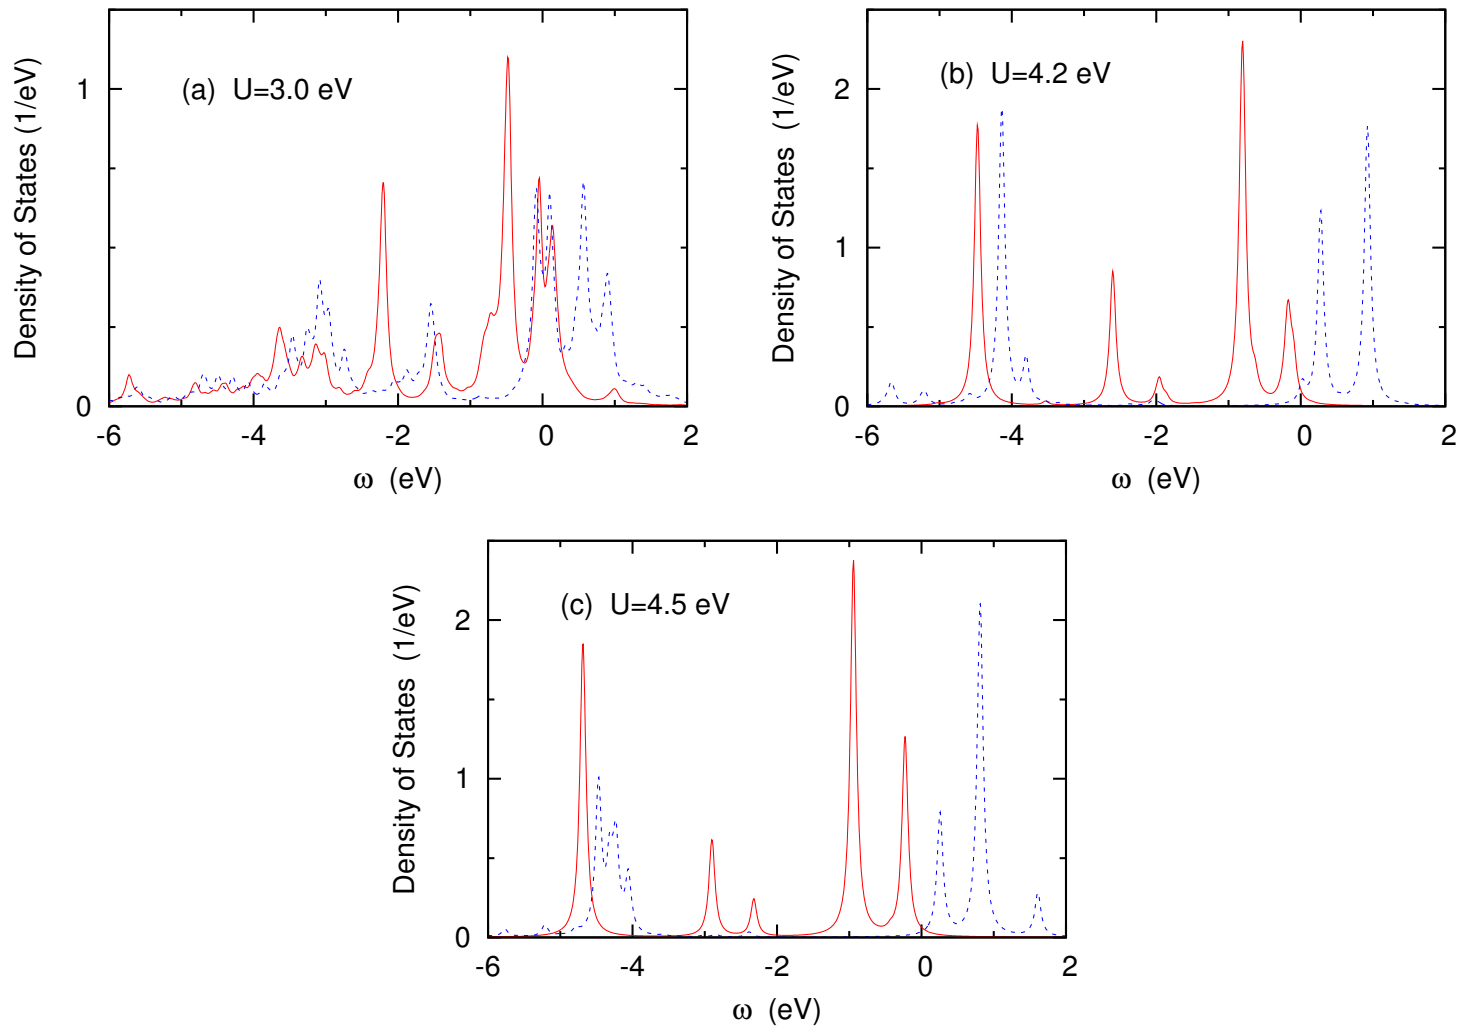 (a) U=3.0 eV
Density of States (1/eV)
1
0
-6
-4
-2
0
2
ω (eV)
(b) U=4.2 eV
Density of States (1/eV)
2
1
0
-6
-4
-2
0
2
ω (eV)
(c) U=4.5 eV
Density of States (1/eV)
2
1
0
-6
-4
-2
0
2
ω (eV)